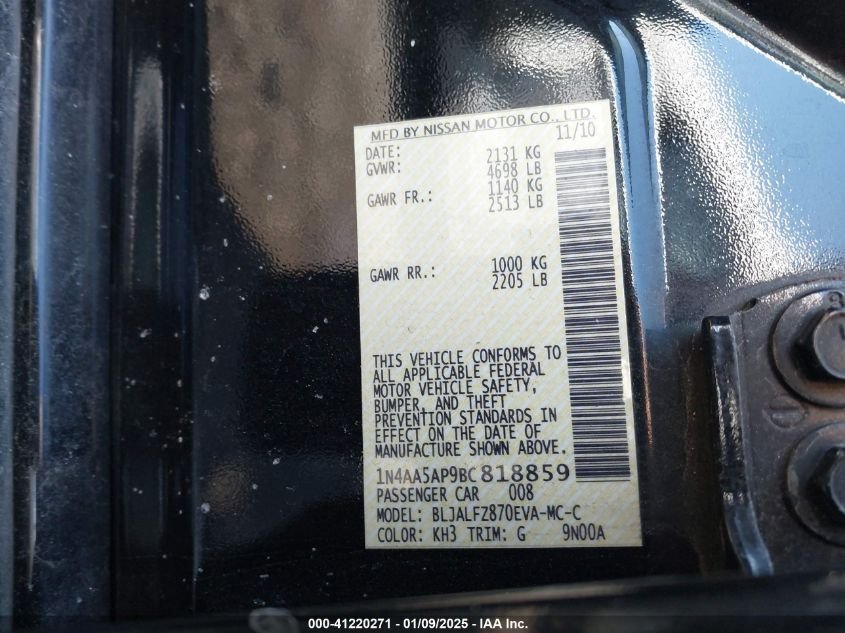 MFD BY NISSAN MOTOR CO., LTD.
DATE: 11/10
GVWR: 2131 KG
4698 LB
GAWR FR.: 1140 KG
2513 LB
GAWR RR.: 1000 KG
2205 LB
THIS VEHICLE CONFORMS TO
ALL APPLICABLE FEDERAL
MOTOR VEHICLE SAFETY,
BUMPER, AND THEFT
PREVENTION STANDARDS IN
EFFECT ON THE DATE OF
MANUFACTURE SHOWN ABOVE.
1N4AA5AP9BC818859
PASSENGER CAR 008
MODEL: BLJALFZ870EVA-MC-C
COLOR: KH3 TRIM: G 9N00A
000-41220271 - 01/09/2025 - IAA Inc.